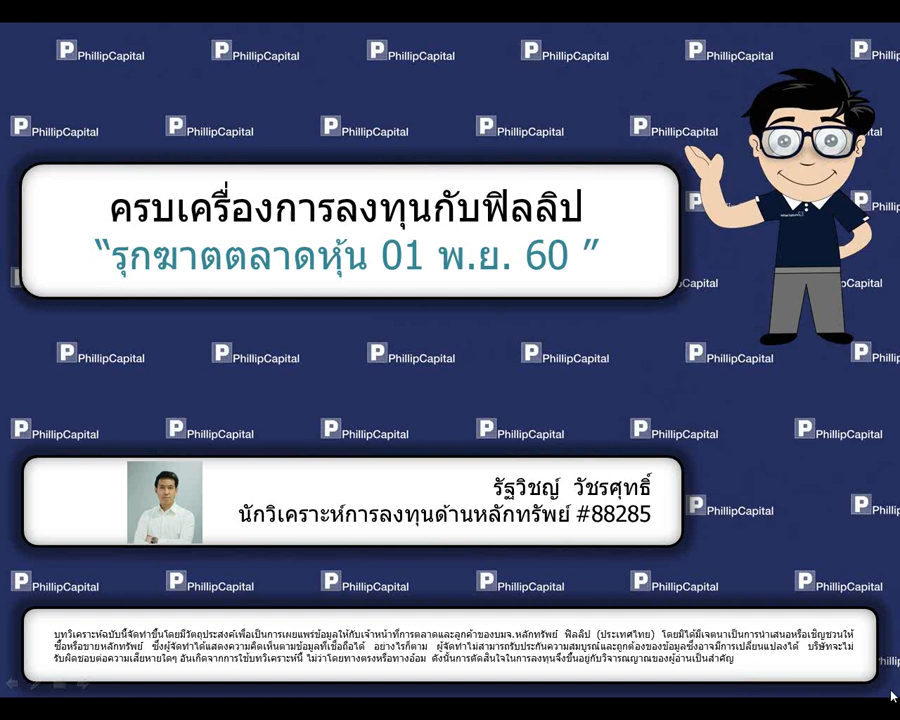 ครบเครื่องการลงทุนกับฟิลลิป
“รุกฆาตตลาดหุ้น 01 พ.ย. 60 ”
รัฐวิชญ์ วัชรศุทธิ์
นักวิเคราะห์การลงทุนด้านหลักทรัพย์ #88285
บทวิเคราะห์ฉบับนี้จัดทำขึ้นโดยมีวัตถุประสงค์เพื่อเป็นการเผยแพร่ข้อมูลให้กับเจ้าหน้าที่การตลาดและลูกค้าของบมจ.หลักทรัพย์ ฟิลลิป (ประเทศไทย) โดยมิได้มีเจตนาเป็นการนำเสนอหรือเชิญชวนให้
ซื้อหรือขายหลักทรัพย์ ซึ่งผู้จัดทำได้แสดงความคิดเห็นตามข้อมูลที่เชื่อถือได้ อย่างไรก็ตาม ผู้จัดทำไม่สามารถรับประกันความสมบูรณ์และถูกต้องของข้อมูลซึ่งอาจมีการเปลี่ยนแปลงได้ บริษัทจะไม่
รับผิดชอบต่อความเสียหายใดๆ อันเกิดจากการใช้บทวิเคราะห์นี้ ไม่ว่าโดยทางตรงหรือทางอ้อม ดังนั้นการตัดสินใจในการลงทุนจึงขึ้นอยู่กับวิจารณญาณของผู้อ่านเป็นสำคัญ
PhillipCapital